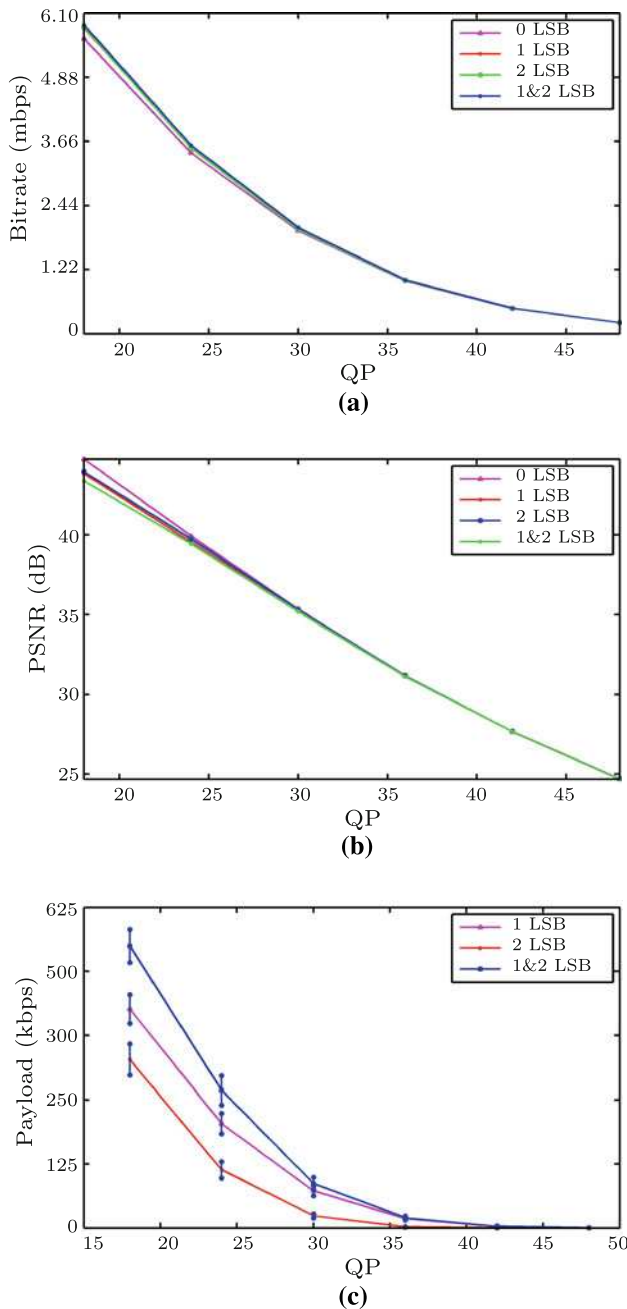 6.10
4.88
3.66
2.44
1.22
0
Bitrate (mbps)
0 LSB
1 LSB
2 LSB
1&2 LSB
20
25
30
35
40
45
QP
(a)
40
35
30
25
PSNR (dB)
0 LSB
1 LSB
2 LSB
1&2 LSB
20
25
30
35
40
45
QP
(b)
625
500
300
250
125
0
Payload (kbps)
1 LSB
2 LSB
1&2 LSB
15
20
25
30
35
40
45
50
QP
(c)